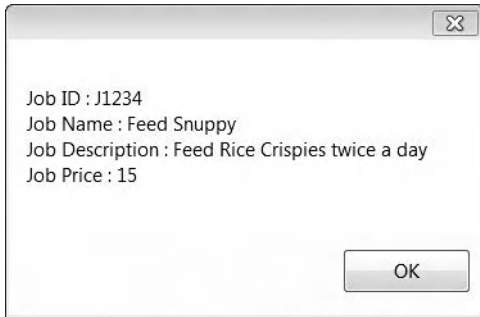 Job ID : J1234
Job Name : Feed Snuppy
Job Description : Feed Rice Crispies twice a day
Job Price : 15
OK